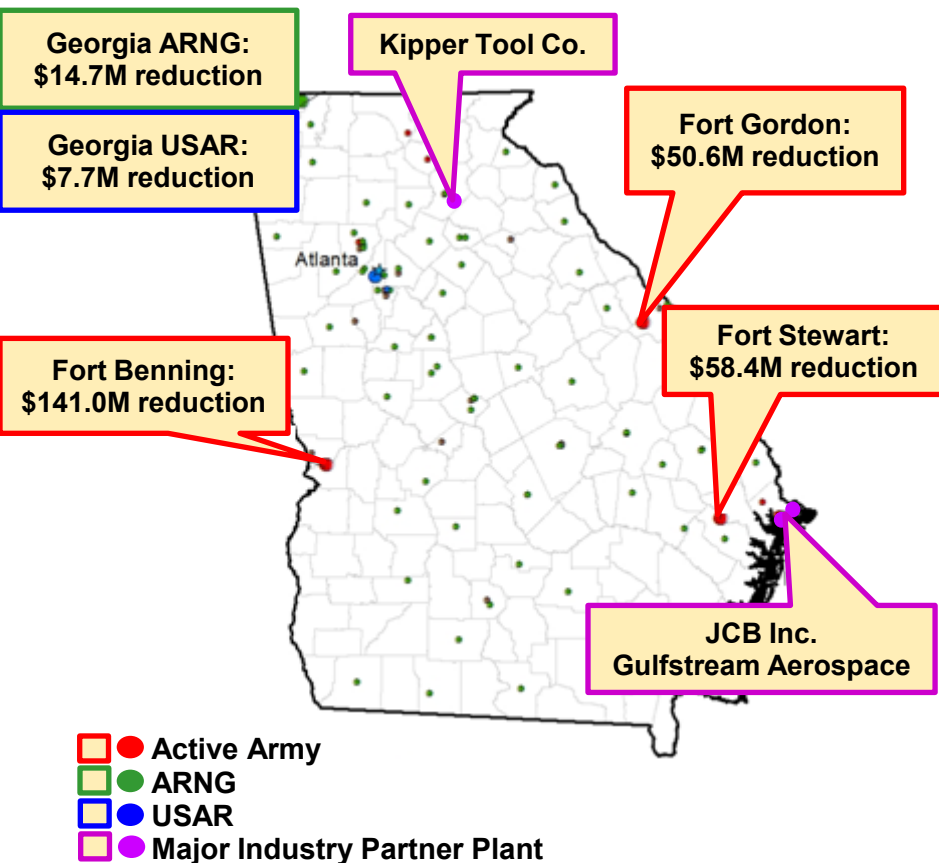 Georgia ARNG:
$14.7M reduction
Kipper Tool Co.
Georgia USAR:
$7.7M reduction
Fort Gordon:
$50.6M reduction
Atlanta
Fort Stewart:
$58.4M reduction
Fort Benning:
$141.0M reduction
JCB Inc.
Gulfstream Aerospace
Active Army
ARNG
USAR
Major Industry Partner Plant